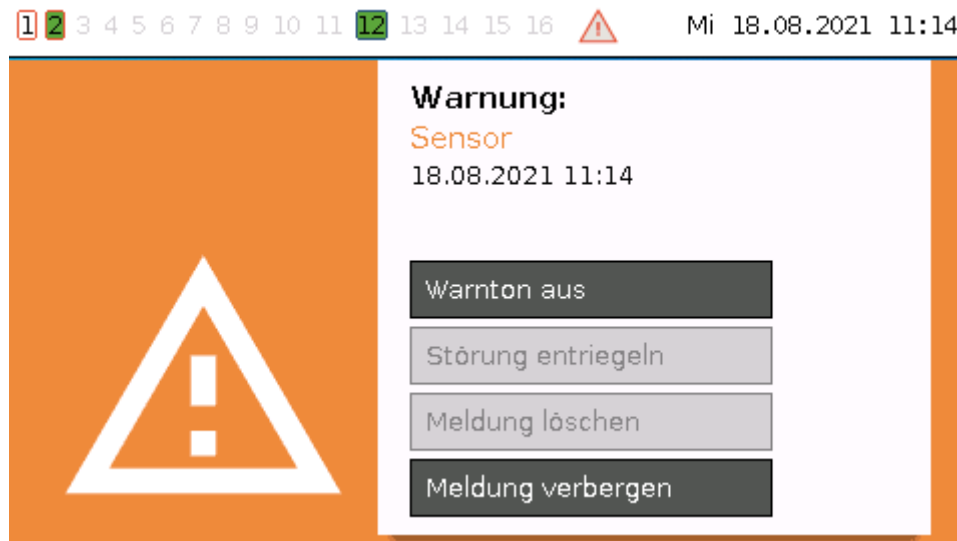 1 2 3 4 5 6 7 8 9 10 11 12 13 14 15 16 Mi 18.08.2021 11:14
Warnung:
Sensor
18.08.2021 11:14
Warnton aus
Störung entriegeln
Meldung löschen
Meldung verbergen